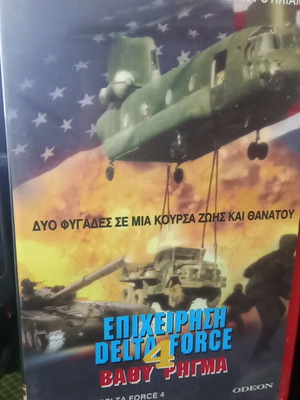 ΔΥΟ ΦΥΓΑΔΕΣ ΣΕ ΜΙΑ ΚΟΥΡΣΑ ΖΩΗΣ ΚΑΙ ΘΑΝΑΤΟΥ
ΕΠΙΧΕΙΡΗΣΗ
DELTA FORCE
4
ΒΑΘΥ ΡΗΓΜΑ
ODEON
DELTA FORCE 4